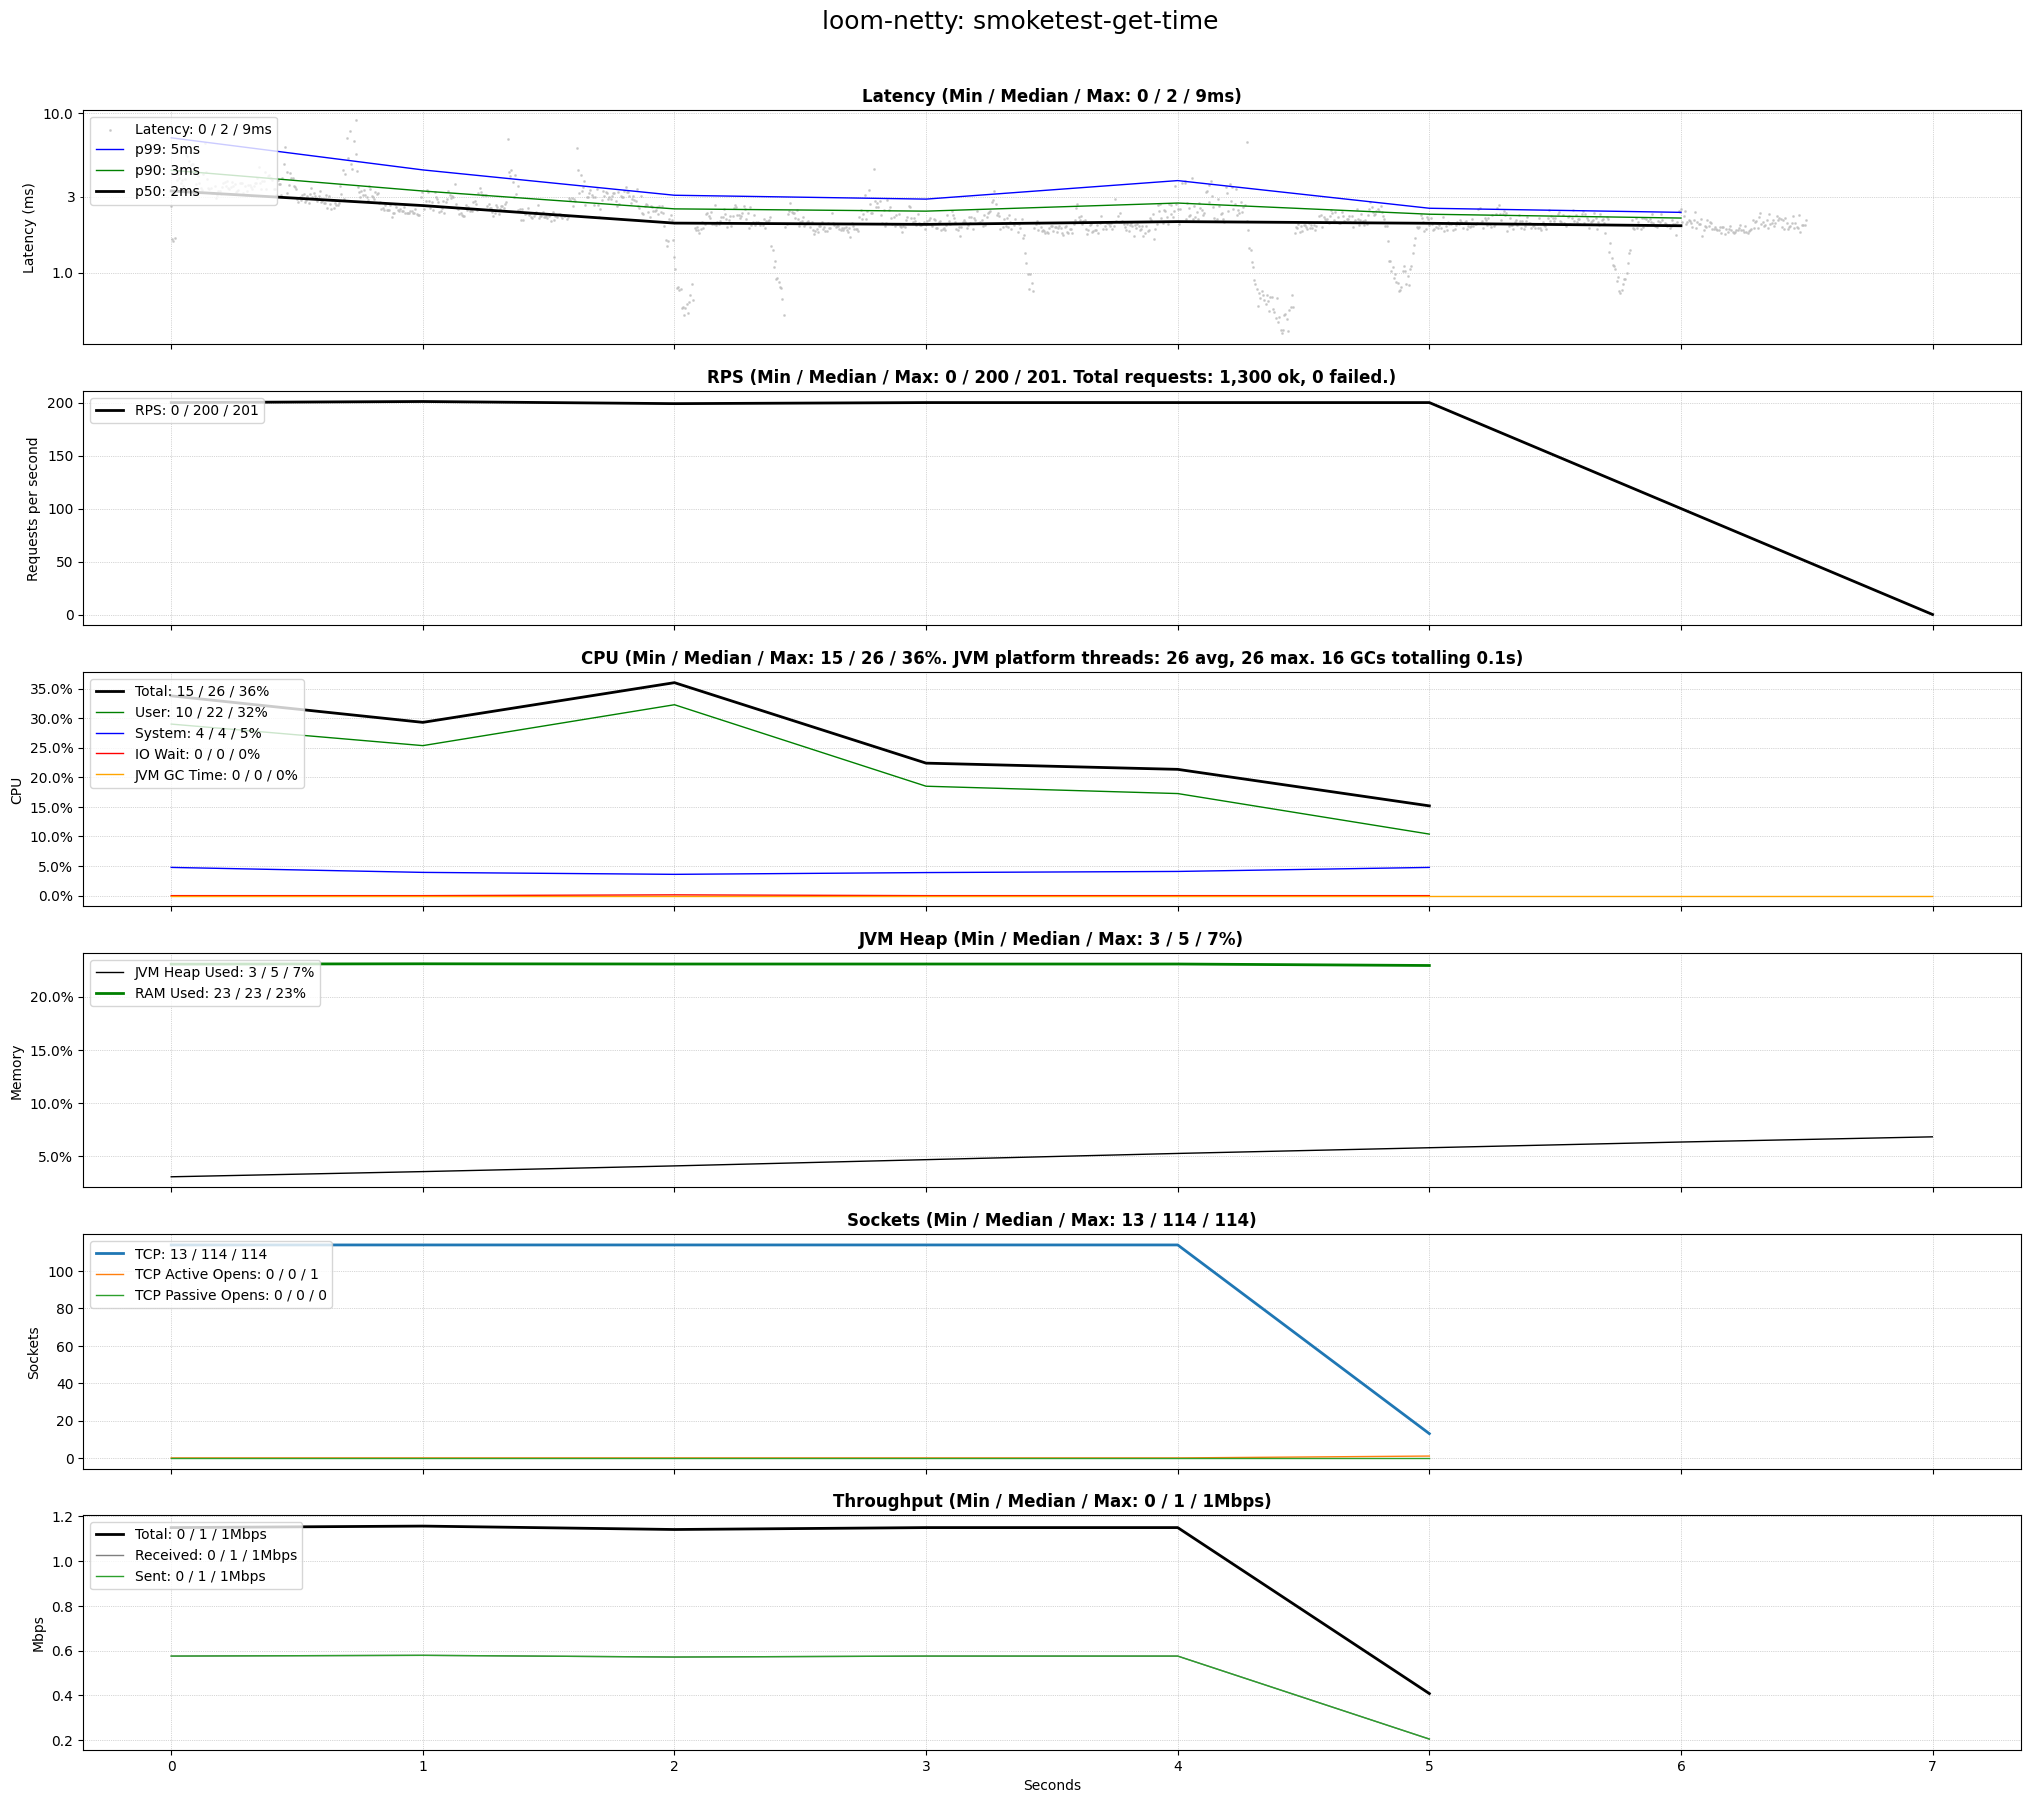 loom-netty: smoketest-get-time
Latency (Min / Median / Max: 0 / 2 / 9ms)
Latency (ms)
10.0
3
1.0
Latency: 0 / 2 / 9ms
p99: 5ms
p90: 3ms
p50: 2ms
RPS (Min / Median / Max: 0 / 200 / 201. Total requests: 1,300 ok, 0 failed.)
Requests per second
200
150
100
50
0
RPS: 0 / 200 / 201
CPU (Min / Median / Max: 15 / 26 / 36%. JVM platform threads: 26 avg, 26 max. 16 GCs totalling 0.1s)
CPU
35.0%
30.0%
25.0%
20.0%
15.0%
10.0%
5.0%
0.0%
Total: 15 / 26 / 36%
User: 10 / 22 / 32%
System: 4 / 4 / 5%
IO Wait: 0 / 0 / 0%
JVM GC Time: 0 / 0 / 0%
JVM Heap (Min / Median / Max: 3 / 5 / 7%)
Memory
20.0%
15.0%
10.0%
5.0%
JVM Heap Used: 3 / 5 / 7%
RAM Used: 23 / 23 / 23%
Sockets (Min / Median / Max: 13 / 114 / 114)
Sockets
100
80
60
40
20
0
TCP: 13 / 114 / 114
TCP Active Opens: 0 / 0 / 1
TCP Passive Opens: 0 / 0 / 0
Throughput (Min / Median / Max: 0 / 1 / 1Mbps)
Mbps
1.2
1.0
0.8
0.6
0.4
0.2
Total: 0 / 1 / 1Mbps
Received: 0 / 1 / 1Mbps
Sent: 0 / 1 / 1Mbps
0 1 2 3 4 5 6 7
Seconds